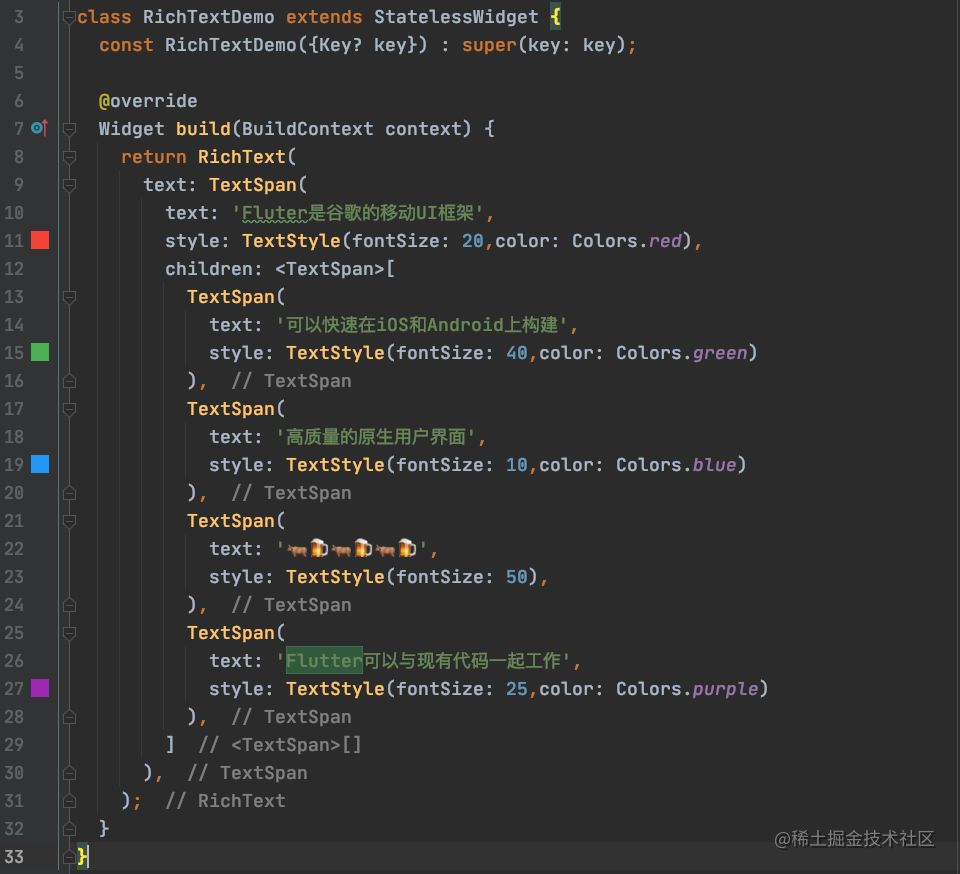 3 class RichTextDemo extends StatelessWidget {
4 const RichTextDemo({Key? key}) : super(key: key);
5
6 @override
7 Widget build(BuildContext context) {
8 return RichText(
9 text: TextSpan(
10 text: 'Fluter是谷歌的移动UI框架',
11 style: TextStyle(fontSize: 20,color: Colors.red),
12 children: <TextSpan>[
13 TextSpan(
14 text: '可以快速在iOS和Android上构建',
15 style: TextStyle(fontSize: 40,color: Colors.green)
16 ), // TextSpan
17 TextSpan(
18 text: '高质量的原生用户界面',
19 style: TextStyle(fontSize: 10,color: Colors.blue)
20 ), // TextSpan
21 TextSpan(
22 text: '🐂🍺🐂🍺🐂🍺',
23 style: TextStyle(fontSize: 50),
24 ), // TextSpan
25 TextSpan(
26 text: 'Flutter可以与现有代码一起工作',
27 style: TextStyle(fontSize: 25,color: Colors.purple)
28 ), // TextSpan
29 ] // <TextSpan>[]
30 ), // TextSpan
31 ); // RichText
32 }
33 }
@稀土掘金技术社区